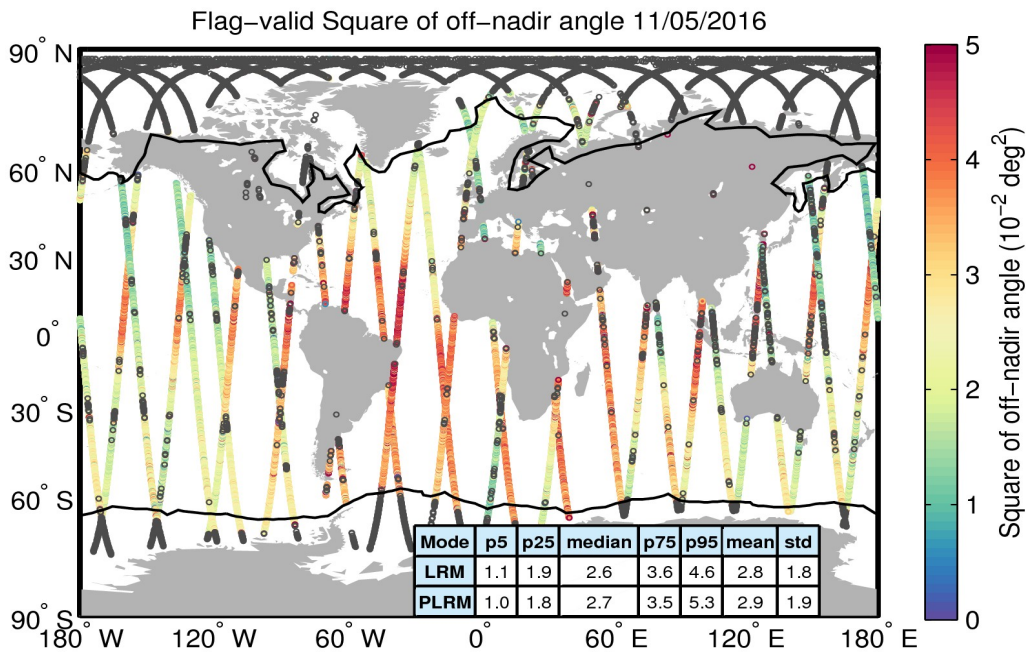 Flag−valid Square of off−nadir angle 11/05/2016
90° N
60° N
30° N
0°
30° S
60° S
90° S
180° W
120° W
60° W
0°
60° E
120° E
180° E
Mode p5 p25 median p75 p95 mean std
LRM 1.1 1.9 2.6 3.6 4.6 2.8 1.8
PLRM 1.0 1.8 2.7 3.5 5.3 2.9 1.9
5
4
3
2
1
0
Square of off−nadir angle (10⁻² deg²)